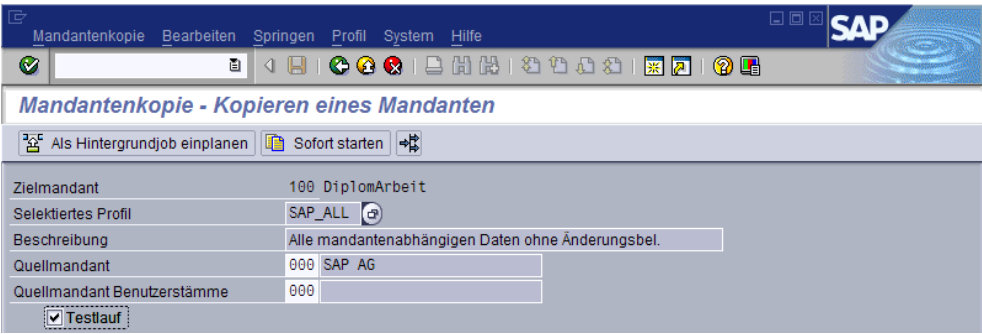 Mandantenkopie Bearbeiten Springen Profil System Hilfe
SAP
Mandantenkopie - Kopieren eines Mandanten
Als Hintergrundjob einplanen Sofort starten
Zielmandant 100 DiplomArbeit
Selektiertes Profil SAP_ALL
Beschreibung Alle mandantenabhängigen Daten ohne Änderungsbel.
Quellmandant 000 SAP AG
Quellmandant Benutzerstämme 000
Testlauf